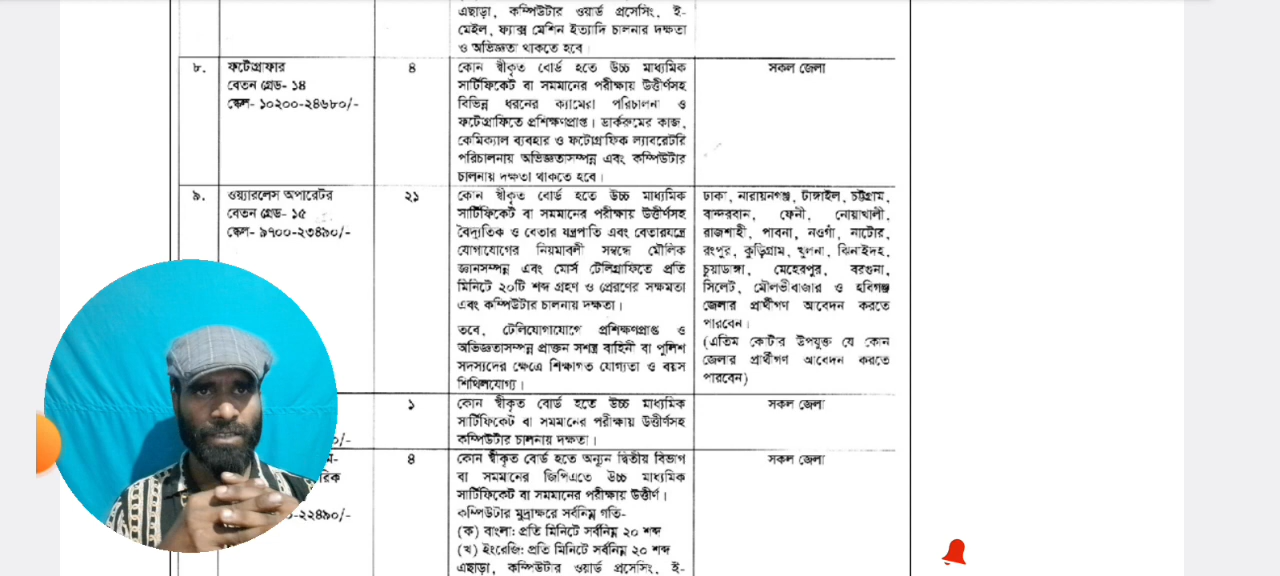 এছাড়া, কম্পিউটার ওয়ার্ড প্রসেসিং, ই-
মেইল, ফ্যাক্স মেশিন ইত্যাদি চালনার দক্ষতা
ও অভিজ্ঞতা থাকতে হবে।
৮.
ফটোগ্রাফার
বেতন গ্রেড- ১৪
স্কেল- ১০২০০-২৪৬৮০/-
৪
কোন স্বীকৃত বোর্ড হতে উচ্চ মাধ্যমিক
সার্টিফিকেট বা সমমানের পরীক্ষায় উত্তীর্ণসহ
বিভিন্ন ধরনের ক্যামেরা পরিচালনা ও
ফটোগ্রাফিতে প্রশিক্ষণপ্রাপ্ত। ডার্করুমের কাজ,
কেমিক্যাল ব্যবহার ও ফটোগ্রাফিক ল্যাবরেটরি
পরিচালনায় অভিজ্ঞতাসম্পন্ন এবং কম্পিউটার
চালনায় দক্ষতা থাকতে হবে।
সকল জেলা
৯.
ওয়্যারলেস অপারেটর
বেতন গ্রেড- ১৫
স্কেল- ৯৭০০-২৩৪৯০/-
২১
কোন স্বীকৃত বোর্ড হতে উচ্চ মাধ্যমিক
সার্টিফিকেট বা সমমানের পরীক্ষায় উত্তীর্ণসহ
বৈদ্যুতিক ও বেতার যন্ত্রপাতি এবং বেতারযন্ত্রে
যোগাযোগের নিয়মাবলী সম্বন্ধে মৌলিক
জ্ঞানসম্পন্ন এবং মোর্স টেলিগ্রাফিতে প্রতি
মিনিটে ২০টি শব্দ গ্রহণ ও প্রেরণের সক্ষমতা
এবং কম্পিউটার চালনায় দক্ষতা।
তবে, টেলিযোগাযোগে প্রশিক্ষণপ্রাপ্ত ও
অভিজ্ঞতাসম্পন্ন প্রাক্তন সশস্ত্র বাহিনী বা পুলিশ
সদস্যদের ক্ষেত্রে শিক্ষাগত যোগ্যতা ও বয়স
শিথিলযোগ্য।
ঢাকা, নারায়নগঞ্জ, টাঙ্গাইল, চট্টগ্রাম,
বান্দরবান, ফেনী, নোয়াখালী,
রাজশাহী, পাবনা, নওগাঁ, নাটোর,
রংপুর, কুড়িগ্রাম, খুলনা, ঝিনাইদহ,
চুয়াডাঙ্গা, মেহেরপুর, বরগুনা,
সিলেট, মৌলভীবাজার ও হবিগঞ্জ
জেলার প্রার্থীগণ আবেদন করতে
পারবেন।
(এতিম কোটার উপযুক্ত যে কোন
জেলার প্রার্থীগণ আবেদন করতে
পারবেন)
০/-
১
কোন স্বীকৃত বোর্ড হতে উচ্চ মাধ্যমিক
সার্টিফিকেট বা সমমানের পরীক্ষায় উত্তীর্ণসহ
কম্পিউটার চালনায় দক্ষতা।
সকল জেলা
ম-
রিক
০-২২৪৯০/-
৪
কোন স্বীকৃত বোর্ড হতে অন্যূন দ্বিতীয় বিভাগ
বা সমমানের জিপিএতে উচ্চ মাধ্যমিক
সার্টিফিকেট বা সমমানের পরীক্ষায় উত্তীর্ণ।
কম্পিউটার মুদ্রাক্ষরে সর্বনিম্ন গতি-
(ক) বাংলা: প্রতি মিনিটে সর্বনিম্ন ২০ শব্দ
(খ) ইংরেজি: প্রতি মিনিটে সর্বনিম্ন ২০ শব্দ
এছাড়া, কম্পিউটার ওয়ার্ড প্রসেসিং, ই-
সকল জেলা